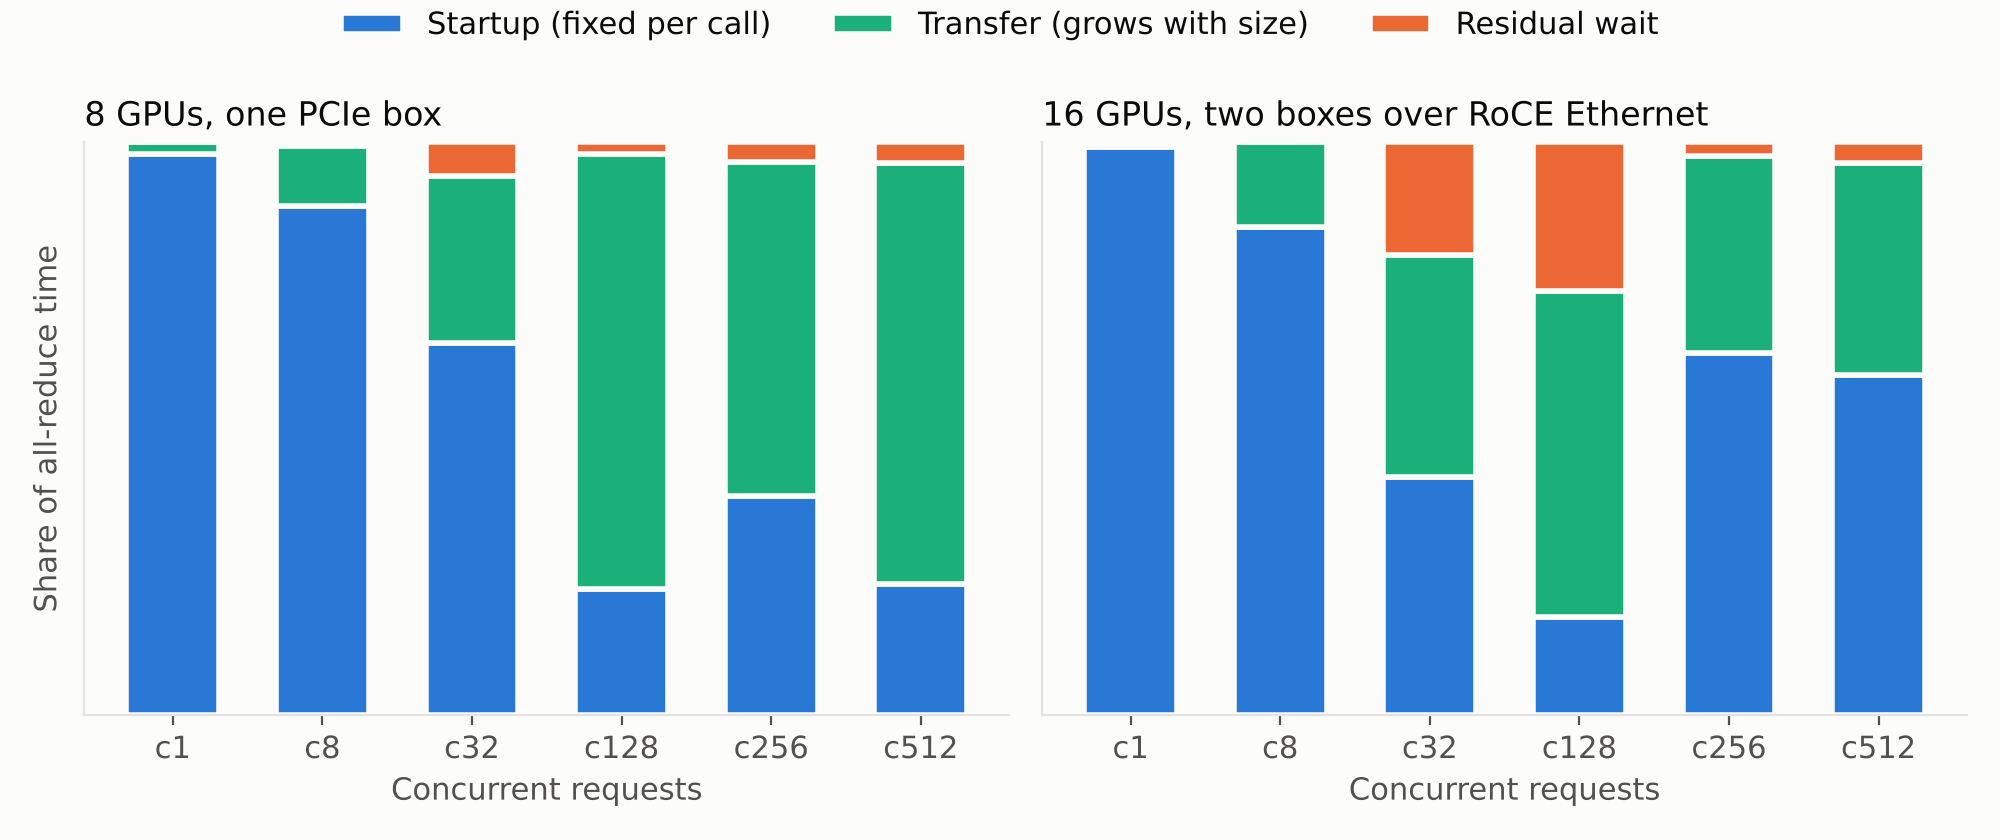 Startup (fixed per call) Transfer (grows with size) Residual wait
8 GPUs, one PCIe box
Share of all-reduce time
c1 c8 c32 c128 c256 c512
Concurrent requests
16 GPUs, two boxes over RoCE Ethernet
c1 c8 c32 c128 c256 c512
Concurrent requests